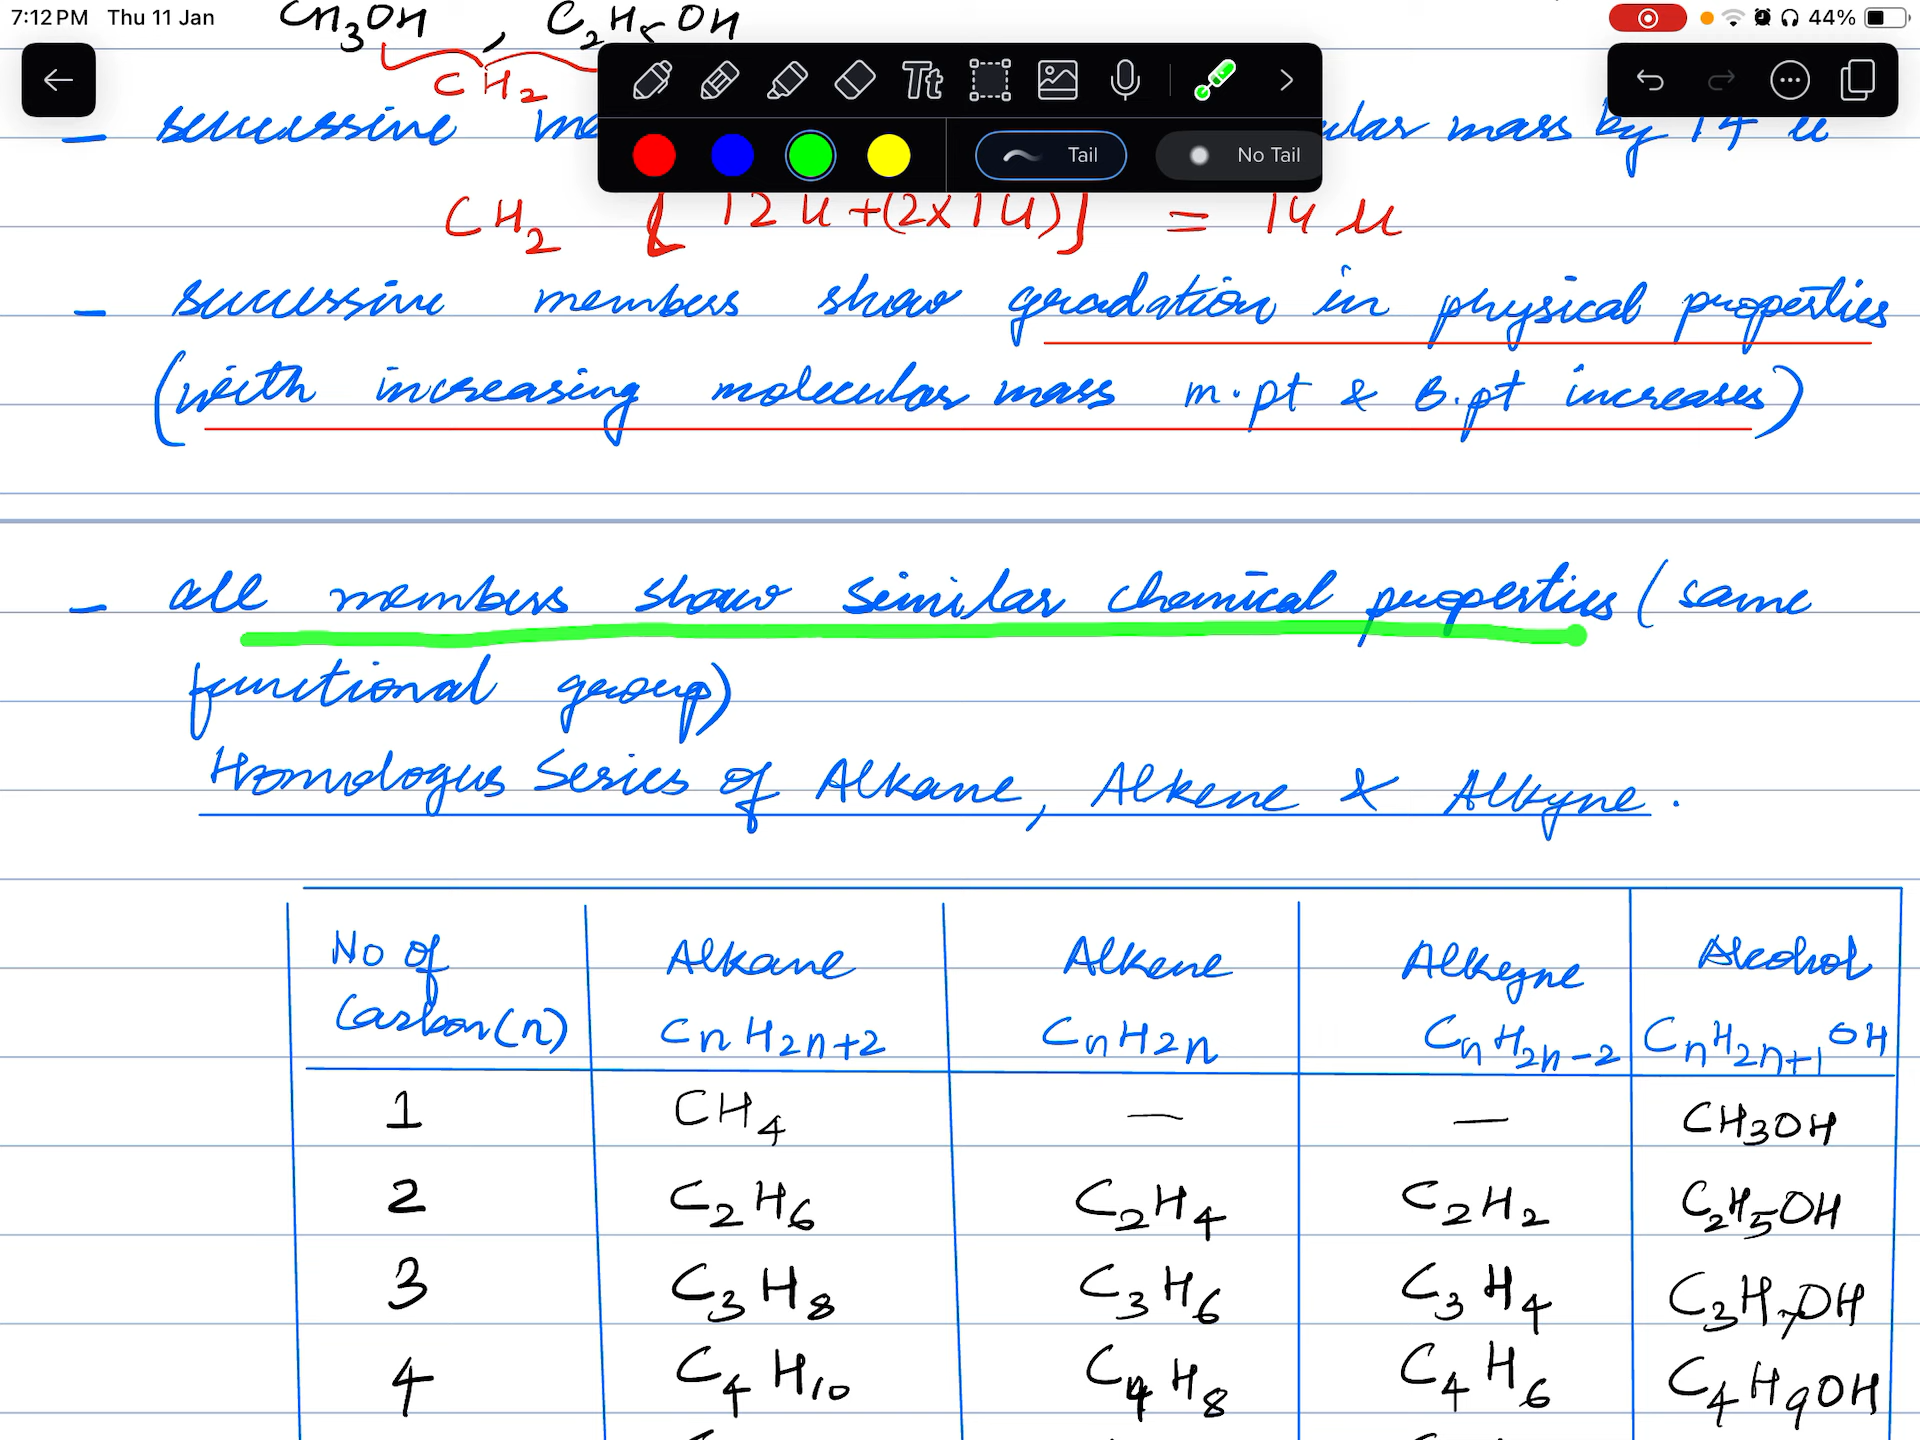 7:12 PM Thu 11 Jan 44%
CH3OH , C2H5OH
CH2
Tt
- successive ular mass by 14 u
Tail No Tail
CH2 [12u+(2x1u)] = 14 u
- successive members show gradation in physical properties
(with increasing molecular mass m.pt & B.pt increases)
- all members show similar chemical properties (same
functional group)
Homologus Series of Alkane, Alkene & Alkyne.
No of Carbon(n) Alkane CnH2n+2 Alkene CnH2n Alkyne CnH2n-2 Alcohol CnH2n+1OH
1 CH4 — — CH3OH
2 C2H6 C2H4 C2H2 C2H5OH
3 C3H8 C3H6 C3H4 C3H7OH
4 C4H10 C4H8 C4H6 C4H9OH